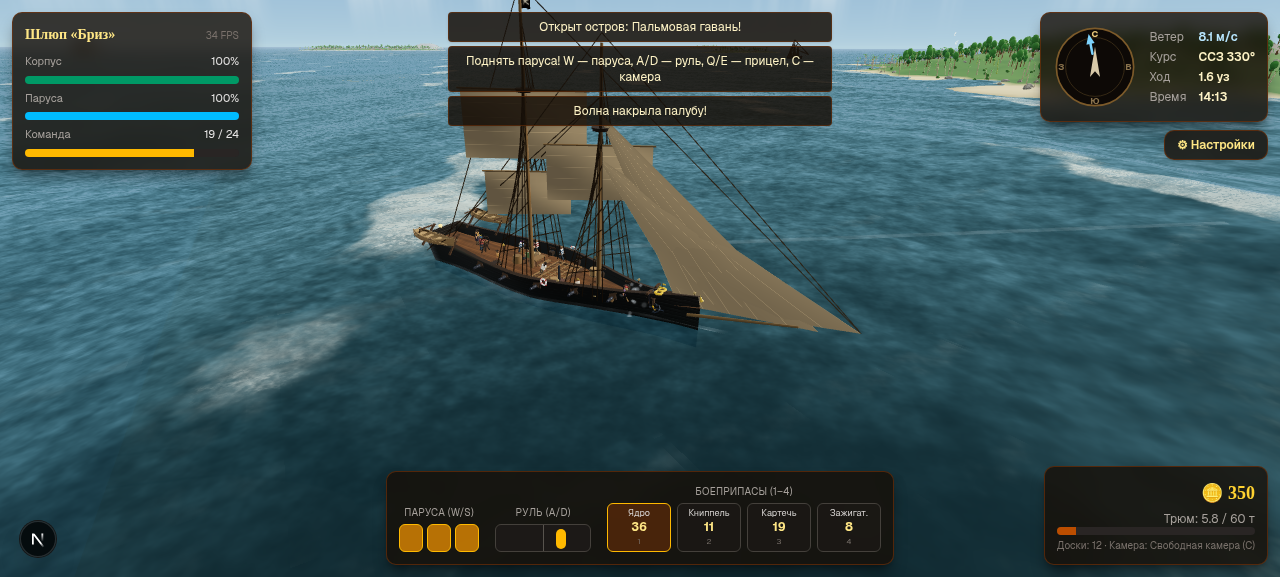 Шлюп «Бриз»
34 FPS
Корпус
100%
Паруса
100%
Команда
19 / 24
Открыт остров: Пальмовая гавань!
Поднять паруса! W — паруса, A/D — руль, Q/E — прицел, C —
камера
Волна накрыла палубу!
С
З
В
Ю
Ветер 8.1 м/с
Курс ССЗ 330°
Ход 1.6 уз
Время 14:13
⚙ Настройки
ПАРУСА (W/S)
РУЛЬ (A/D)
БОЕПРИПАСЫ (1–4)
Ядро
36
1
Книппель
11
2
Картечь
19
3
Зажигат.
8
4
350
Трюм: 5.8 / 60 т
Доски: 12 · Камера: Свободная камера (C)
N